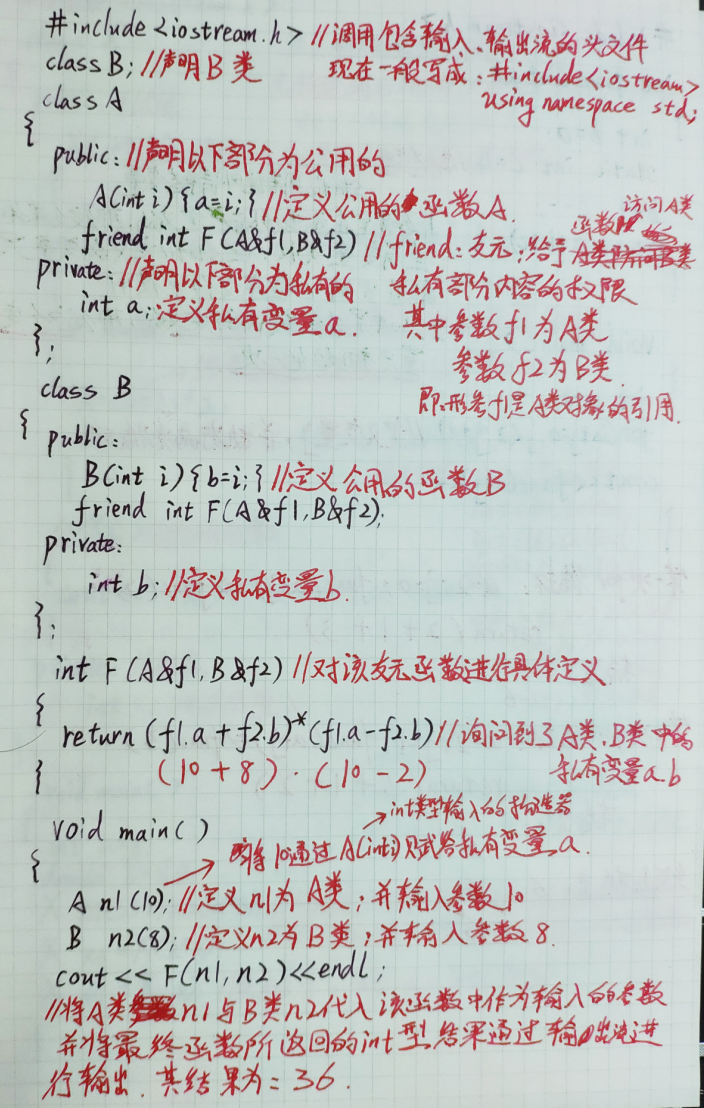 #include<iostream.h> //调用包含输入、输出流的头文件
class B; //声明B类 现在一般写成:#include<iostream>
using namespace std;
class A
{
public: //声明以下部分为公用的
A(int i){a=i;} //定义公用的函数A.
friend int F(A&f1,B&f2) //friend:友元;给予函数访问A类
私有部分内容的权限
private: //声明以下部分为私有的
int a;定义私有变量a.
其中参数f1为A类
};
参数f2为B类.
class B
即:形参f1是A类对象的引用.
{
public:
B(int i){b=i;} //定义公用的函数B
friend int F(A&f1,B&f2);
private:
int b; //定义私有变量b.
};
int F(A&f1,B&f2) //对该友元函数进行具体定义
{
return (f1.a+f2.b)*(f1.a-f2.b) //询问到了A类.B类中的
私有变量a.b
(10+8).(10-2)
}
void main()
int类型输入的构造器
将10通过A(int i)赋给私有变量a.
{
A n1(10); //定义n1为A类;并输入参数10
B n2(8); //定义n2为B类;并输入参数8.
cout<<F(n1,n2)<<endl;
//将A类n1与B类n2代入该函数中作为输入的参数
并将最终函数所返回的int型结果通过输出流进
行输出.其结果为:36.